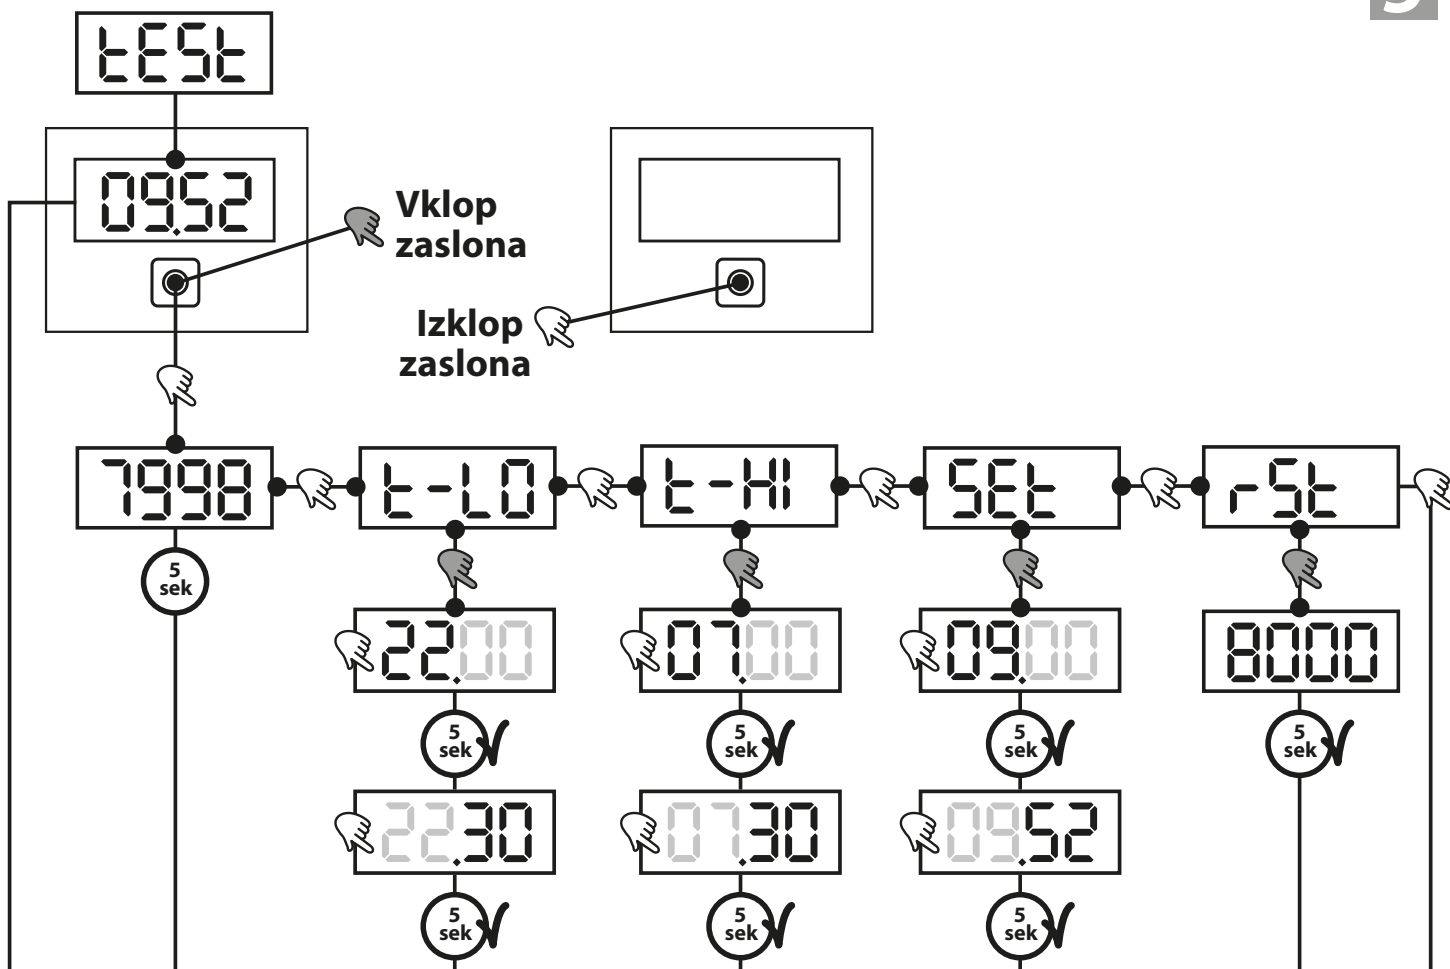 tESt
09.52
Vklop
zaslona
Izklop
zaslona
7998
t-LO
t-HI
SEt
rSt
5
sek
22.00
07.00
09.00
8000
5
sek
5
sek
5
sek
5
sek
22.30
07.30
09.52
5
sek
5
sek
5
sek